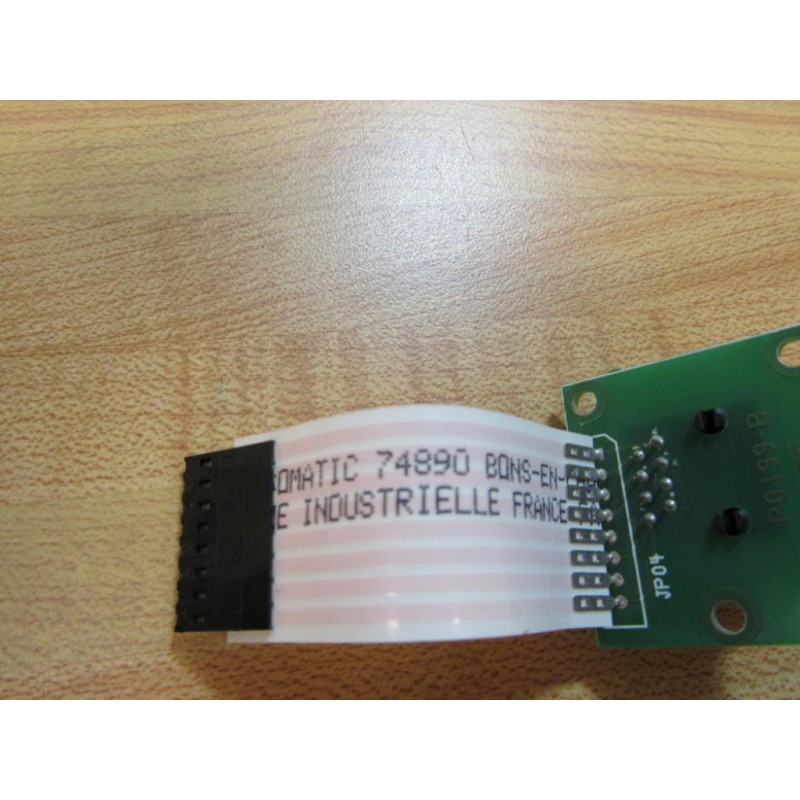 OMATIC 74890 BONS-EN-
E INDUSTRIELLE FRANCE
JP04
P0199-B